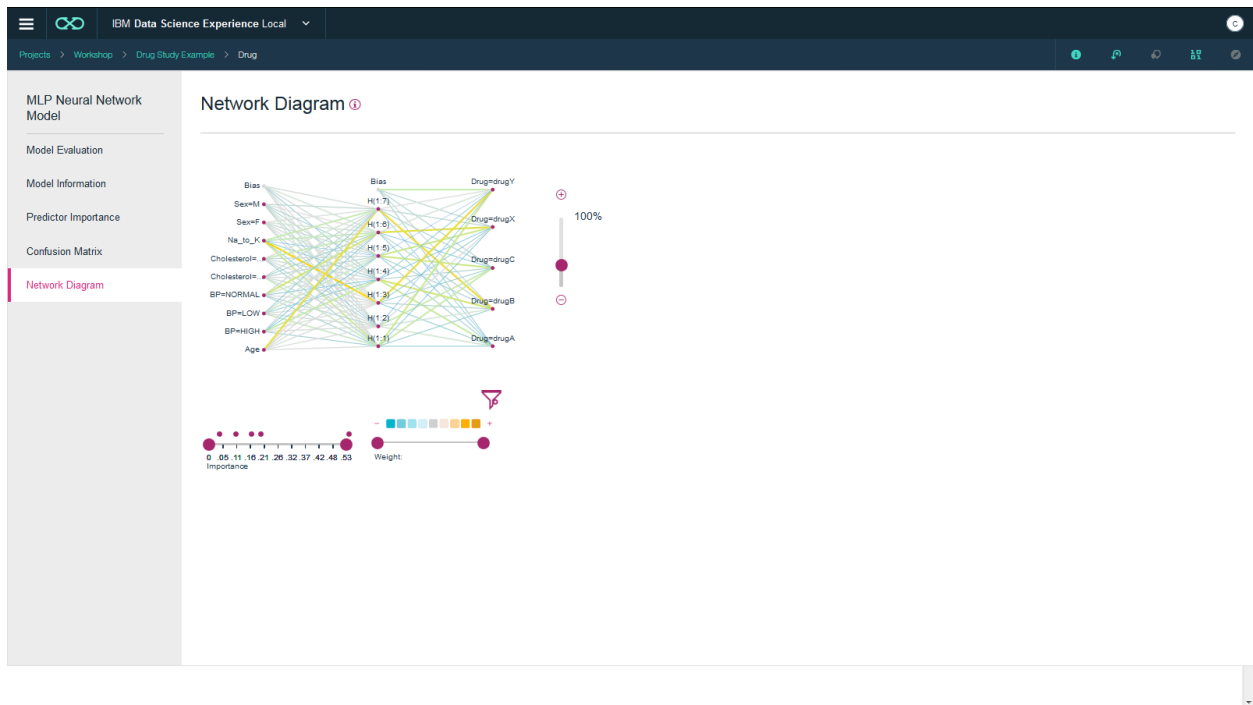 IBM Data Science Experience Local
C
Projects > Workshop > Drug Study Example > Drug
MLP Neural Network
Model
Model Evaluation
Model Information
Predictor Importance
Confusion Matrix
Network Diagram
Network Diagram
Bias
Sex=M
Sex=F
Na_to_K
Cholesterol=..
Cholesterol=..
BP=NORMAL
BP=LOW
BP=HIGH
Age
Bias
H(1:7)
H(1:6)
H(1:5)
H(1:4)
H(1:3)
H(1:2)
H(1:1)
Drug=drugY
Drug=drugX
Drug=drugC
Drug=drugB
Drug=drugA
100%
0 .05 .11 .16 .21 .26 .32 .37 .42 .48 .53
Importance
- +
Weight: